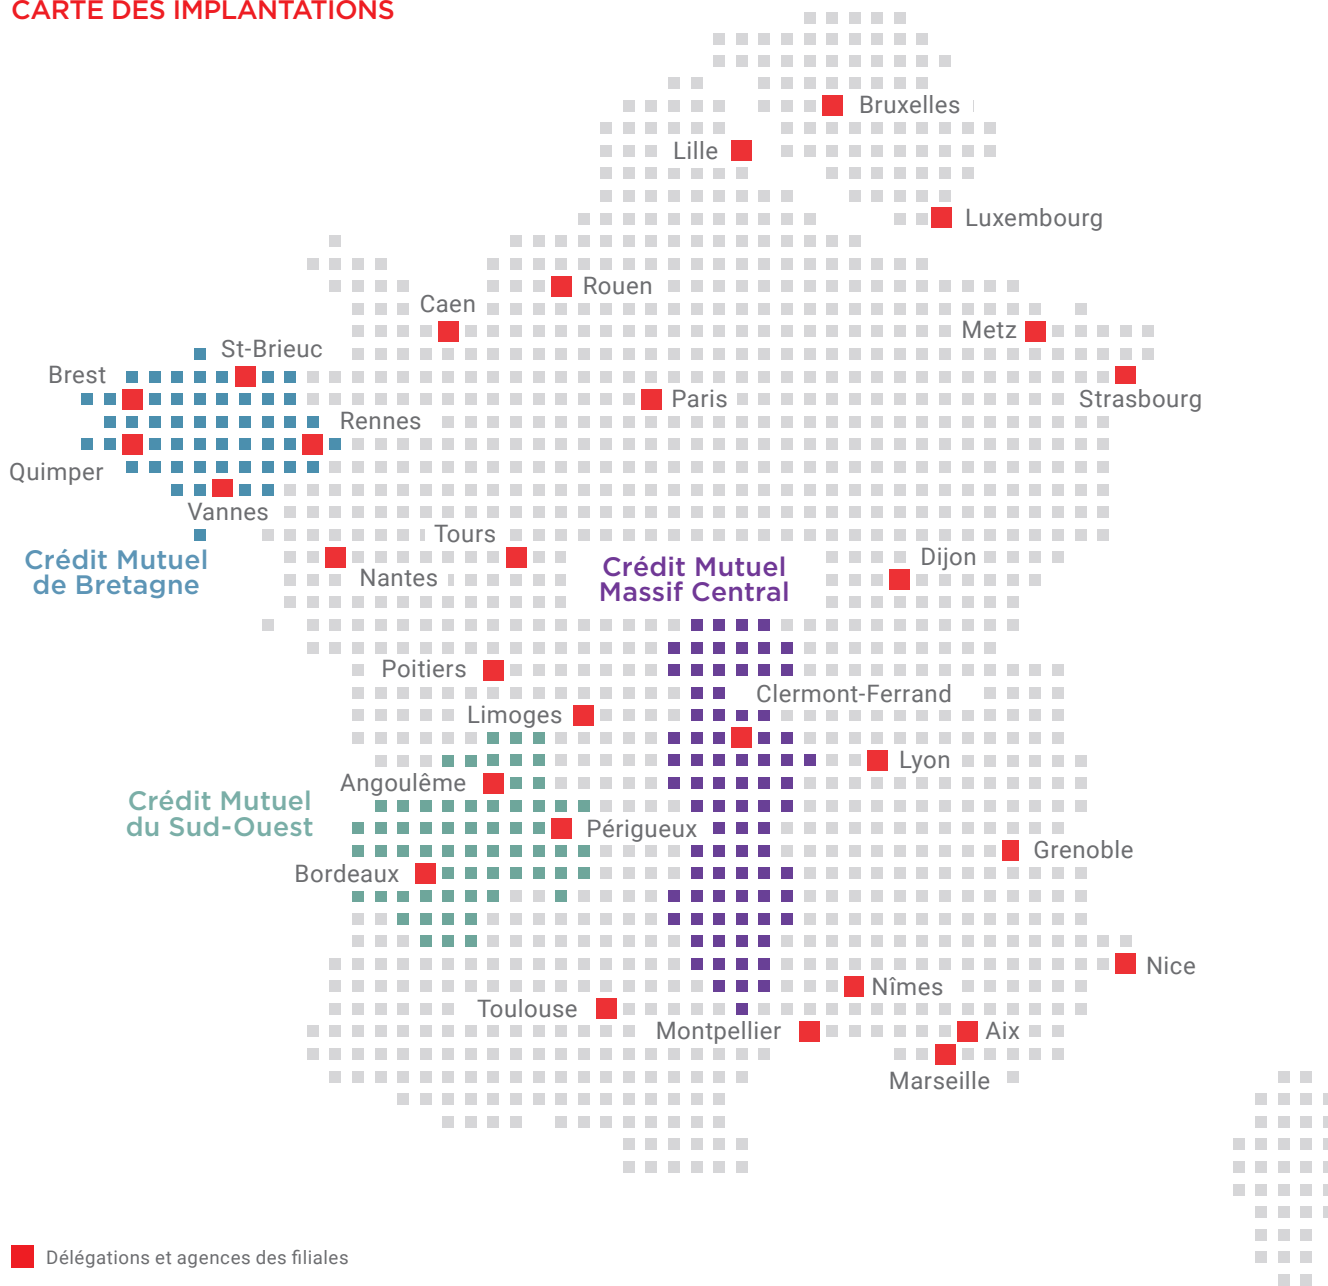 CARTE DES IMPLANTATIONS
Bruxelles
Lille
Luxembourg
Rouen
Caen
Metz
St-Brieuc
Brest
Paris
Strasbourg
Rennes
Quimper
Vannes
Tours
Crédit Mutuel
de Bretagne
Nantes
Crédit Mutuel
Massif Central
Dijon
Poitiers
Clermont-Ferrand
Limoges
Lyon
Angoulême
Crédit Mutuel
du Sud-Ouest
Périgueux
Grenoble
Bordeaux
Nice
Nîmes
Toulouse
Montpellier
Aix
Marseille
Délégations et agences des filiales